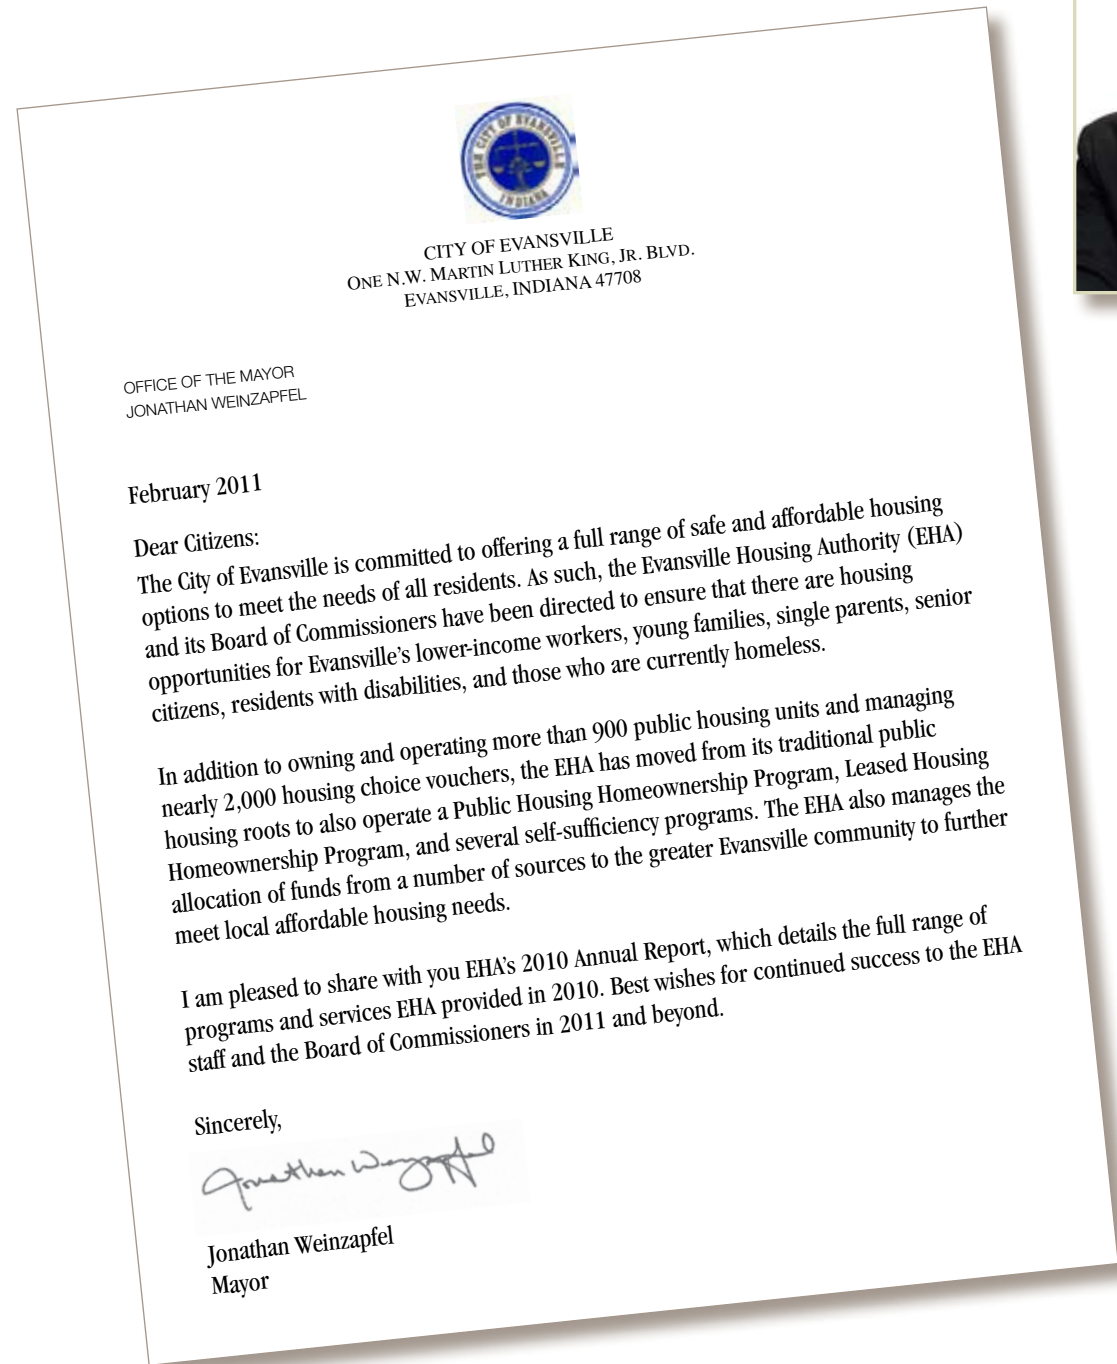 THE CITY OF EVANSVILLE
INDIANA
CITY OF EVANSVILLE
ONE N.W. MARTIN LUTHER KING, JR. BLVD.
EVANSVILLE, INDIANA 47708
OFFICE OF THE MAYOR
JONATHAN WEINZAPFEL
February 2011
Dear Citizens:
The City of Evansville is committed to offering a full range of safe and affordable housing
options to meet the needs of all residents. As such, the Evansville Housing Authority (EHA)
and its Board of Commissioners have been directed to ensure that there are housing
opportunities for Evansville’s lower-income workers, young families, single parents, senior
citizens, residents with disabilities, and those who are currently homeless.
In addition to owning and operating more than 900 public housing units and managing
nearly 2,000 housing choice vouchers, the EHA has moved from its traditional public
housing roots to also operate a Public Housing Homeownership Program, Leased Housing
Homeownership Program, and several self-sufficiency programs. The EHA also manages the
allocation of funds from a number of sources to the greater Evansville community to further
meet local affordable housing needs.
I am pleased to share with you EHA’s 2010 Annual Report, which details the full range of
programs and services EHA provided in 2010. Best wishes for continued success to the EHA
staff and the Board of Commissioners in 2011 and beyond.
Sincerely,
Jonathan Weinzapfel
Jonathan Weinzapfel
Mayor